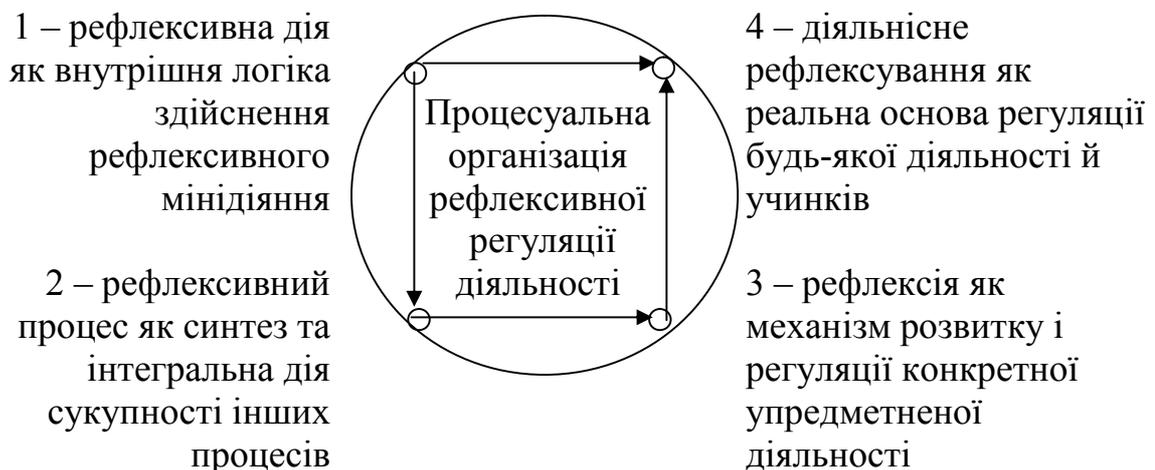 1 – рефлексивна дія
як внутрішня логіка
здійснення
рефлексивного
мінідіяння
2 – рефлексивний
процес як синтез та
інтегральна дія
сукупності інших
процесів
Процесуальна
організація
рефлексивної
регуляції
діяльності
4 – діяльнісне
рефлексування як
реальна основа регуляції
будь-якої діяльності й
учинків
3 – рефлексія як
механізм розвитку і
регуляції конкретної
упредметненої
діяльності